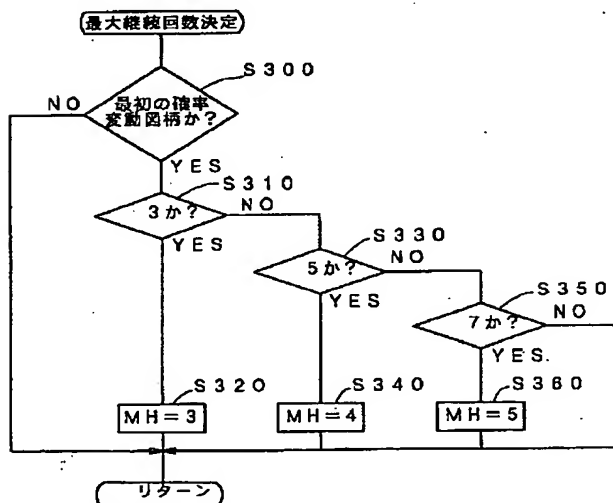 最大継続回数決定
S300
NO
最初の確率
変動図柄か?
YES
S310
3か?
NO
YES
S330
5か?
NO
YES
S350
7か?
NO
YES.
S320
MH=3
S340
MH=4
S360
MH=5
リターン